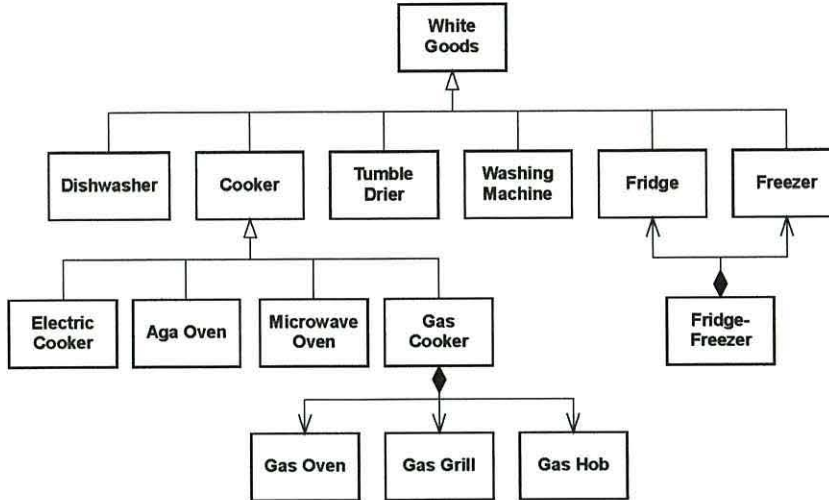 White
Goods
Dishwasher
Cooker
Tumble
Drier
Washing
Machine
Fridge
Freezer
Electric
Cooker
Aga Oven
Microwave
Oven
Gas
Cooker
Fridge-
Freezer
Gas Oven
Gas Grill
Gas Hob